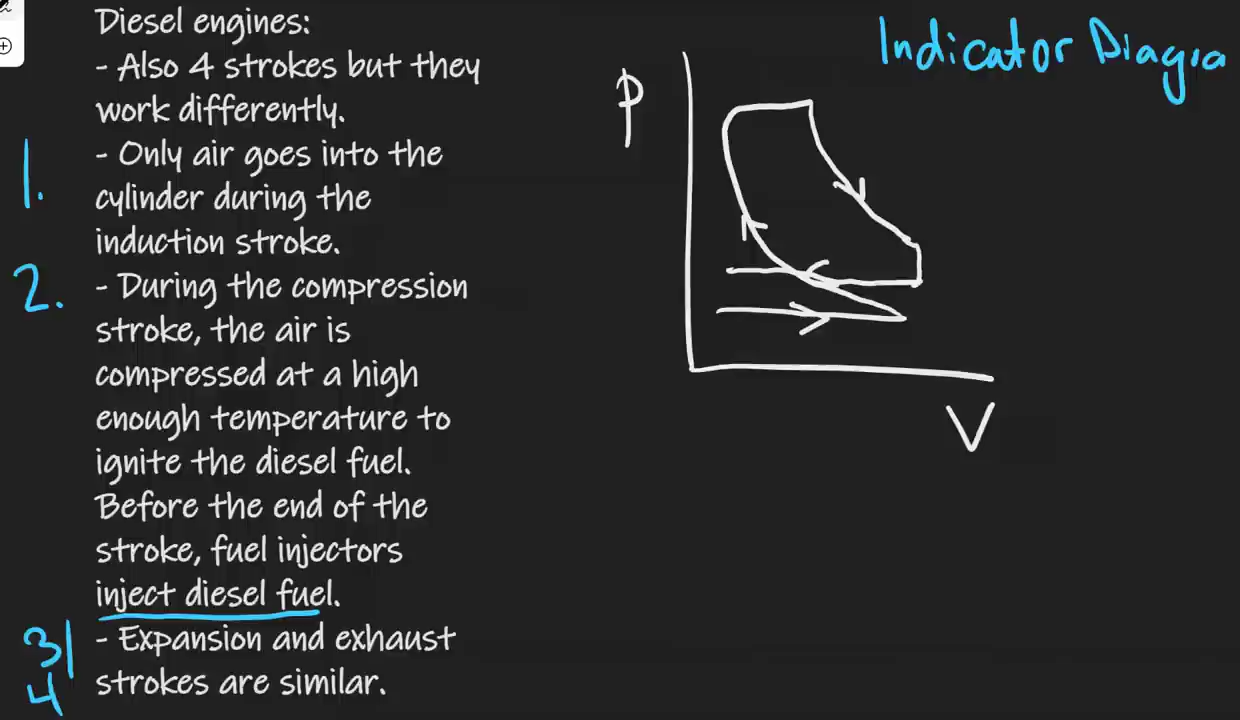 Diesel engines:
- Also 4 strokes but they
work differently.
1.
- Only air goes into the
cylinder during the
induction stroke.
2.
- During the compression
stroke, the air is
compressed at a high
enough temperature to
ignite the diesel fuel.
Before the end of the
stroke, fuel injectors
inject diesel fuel.
3/
4
- Expansion and exhaust
strokes are similar.
Indicator Diagra
P
V